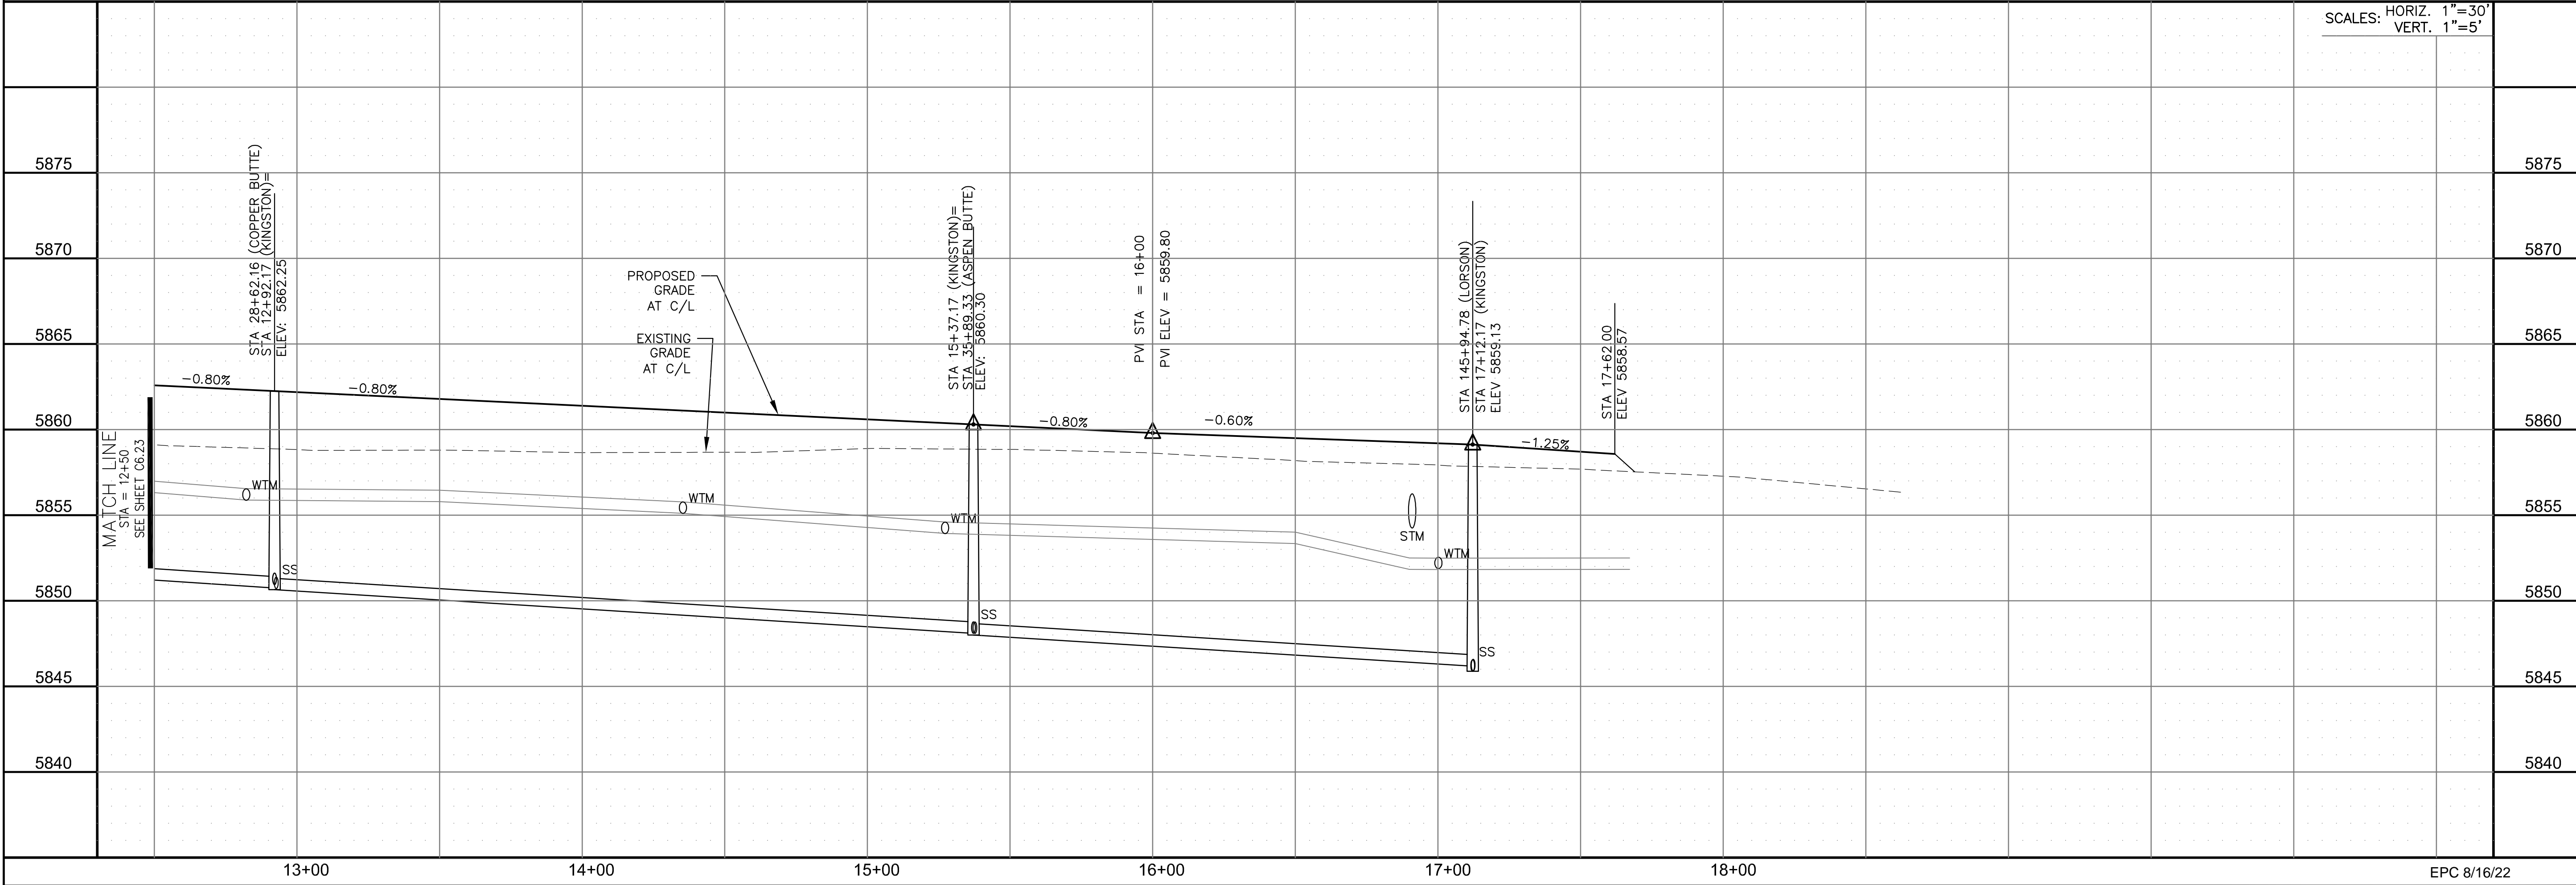 SCALES: HORIZ. 1"=30'
VERT. 1"=5'
5875
5870
5865
5860
5855
5850
5845
5840
MATCH LINE
STA = 12+50
SEE SHEET C6.23
-0.80%
STA 28+62.16 (COPPER BUTTE)
STA 12+92.17 (KINGSTON)=
ELEV: 5862.25
-0.80%
PROPOSED
GRADE
AT C/L
EXISTING
GRADE
AT C/L
STA 15+37.17 (KINGSTON)=
STA 35+89.33 (ASPEN BUTTE)
ELEV: 5860.30
-0.80%
PVI STA = 16+00
PVI ELEV = 5859.80
-0.60%
STA 145+94.78 (LORSON)
STA 17+12.17 (KINGSTON)
ELEV 5859.13
-1.25%
STA 17+62.00
ELEV 5858.57
WTM
WTM
WTM
STM
WTM
SS
SS
SS
5875
5870
5865
5860
5855
5850
5845
5840
13+00
14+00
15+00
16+00
17+00
18+00
EPC 8/16/22